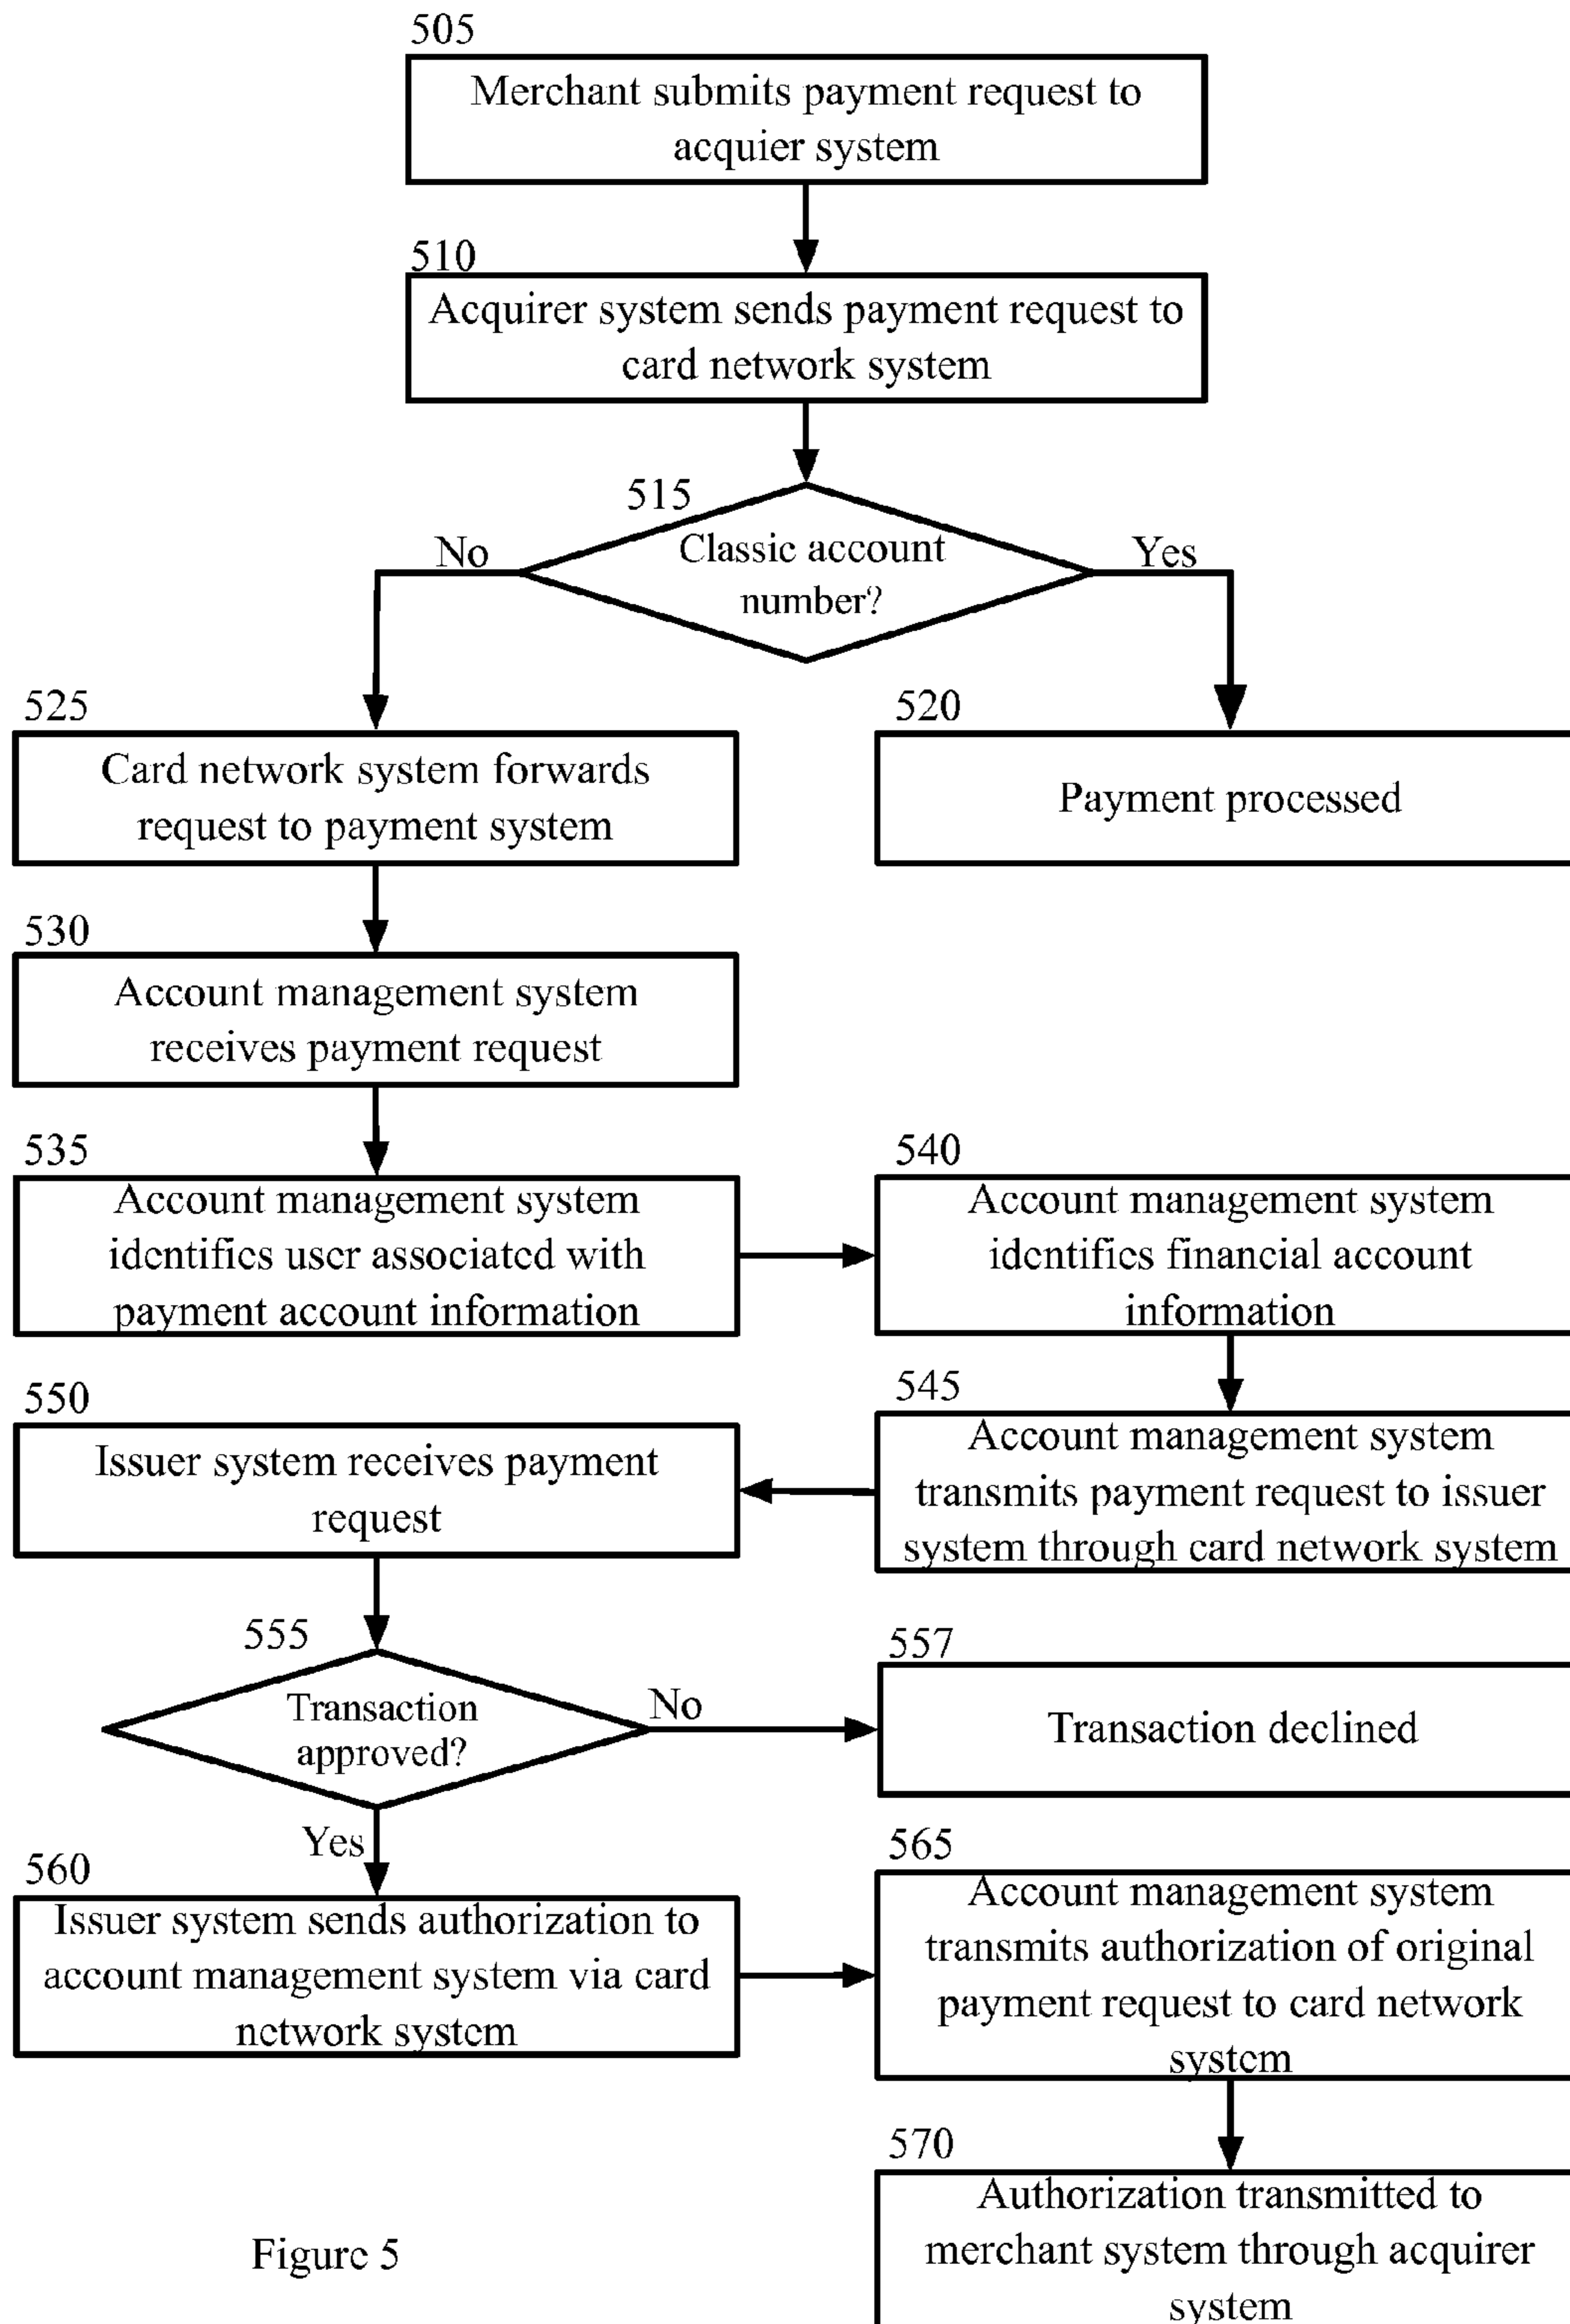 505
Merchant submits payment request to
acquier system
510
Acquirer system sends payment request to
card network system
515
Classic account
number?
No
Yes
525
Card network system forwards
request to payment system
520
Payment processed
530
Account management system
receives payment request
535
Account management system
identifies user associated with
payment account information
540
Account management system
identifies financial account
information
545
Account management system
transmits payment request to issuer
system through card network system
550
Issuer system receives payment
request
555
Transaction
approved?
No
557
Transaction declined
Yes
560
Issuer system sends authorization to
account management system via card
network system
565
Account management system
transmits authorization of original
payment request to card network
system
570
Authorization transmitted to
merchant system through acquirer
system
Figure 5